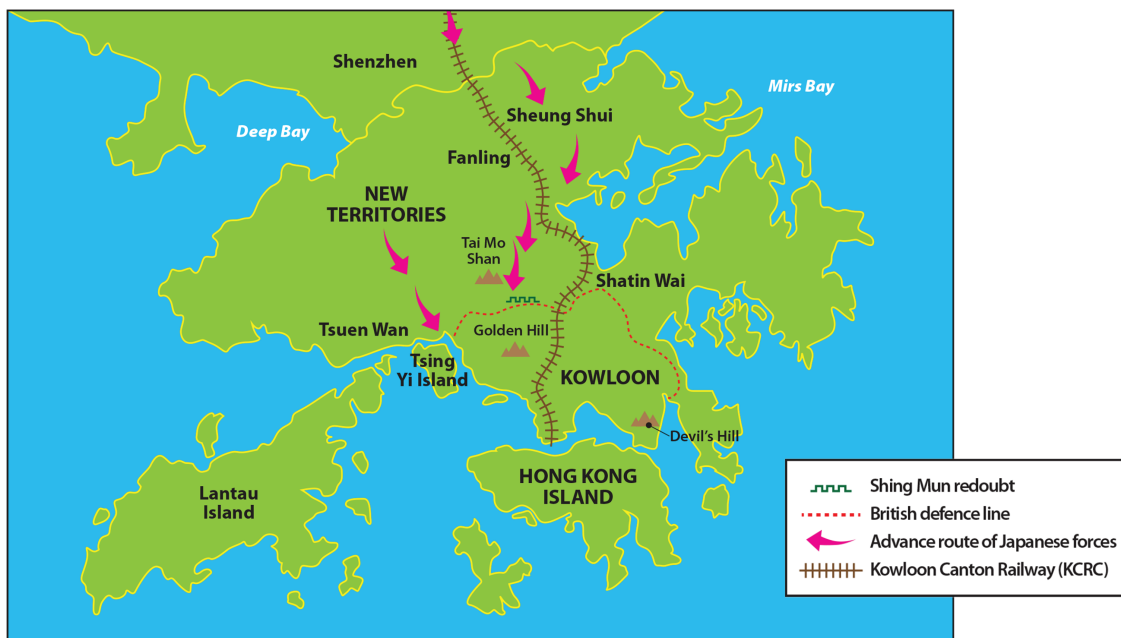 Shenzhen
Mirs Bay
Sheung Shui
Deep Bay
Fanling
NEW
TERRITORIES
Tai Mo
Shan
Shatin Wai
Tsuen Wan
Golden Hill
Tsing
Yi Island
KOWLOON
Devil's Hill
HONG KONG
ISLAND
Lantau
Island
Shing Mun redoubt
British defence line
Advance route of Japanese forces
Kowloon Canton Railway (KCRC)